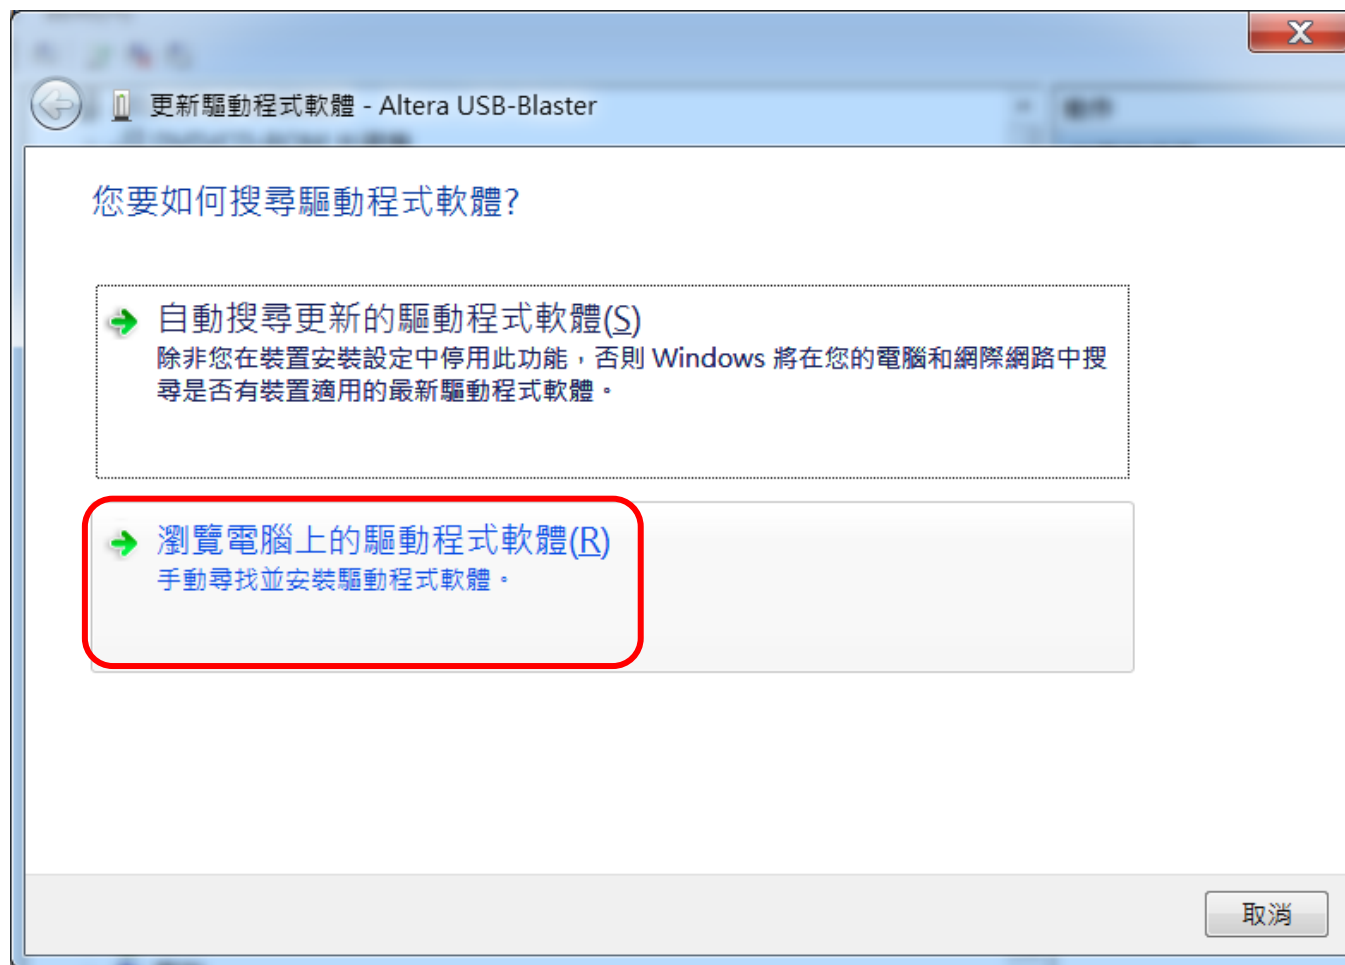 更新驅動程式軟體 - Altera USB-Blaster
您要如何搜尋驅動程式軟體?
自動搜尋更新的驅動程式軟體(S)
除非您在裝置安裝設定中停用此功能，否則 Windows 將在您的電腦和網際網路中搜
尋是否有裝置適用的最新驅動程式軟體。
瀏覽電腦上的驅動程式軟體(R)
手動尋找並安裝驅動程式軟體。
取消